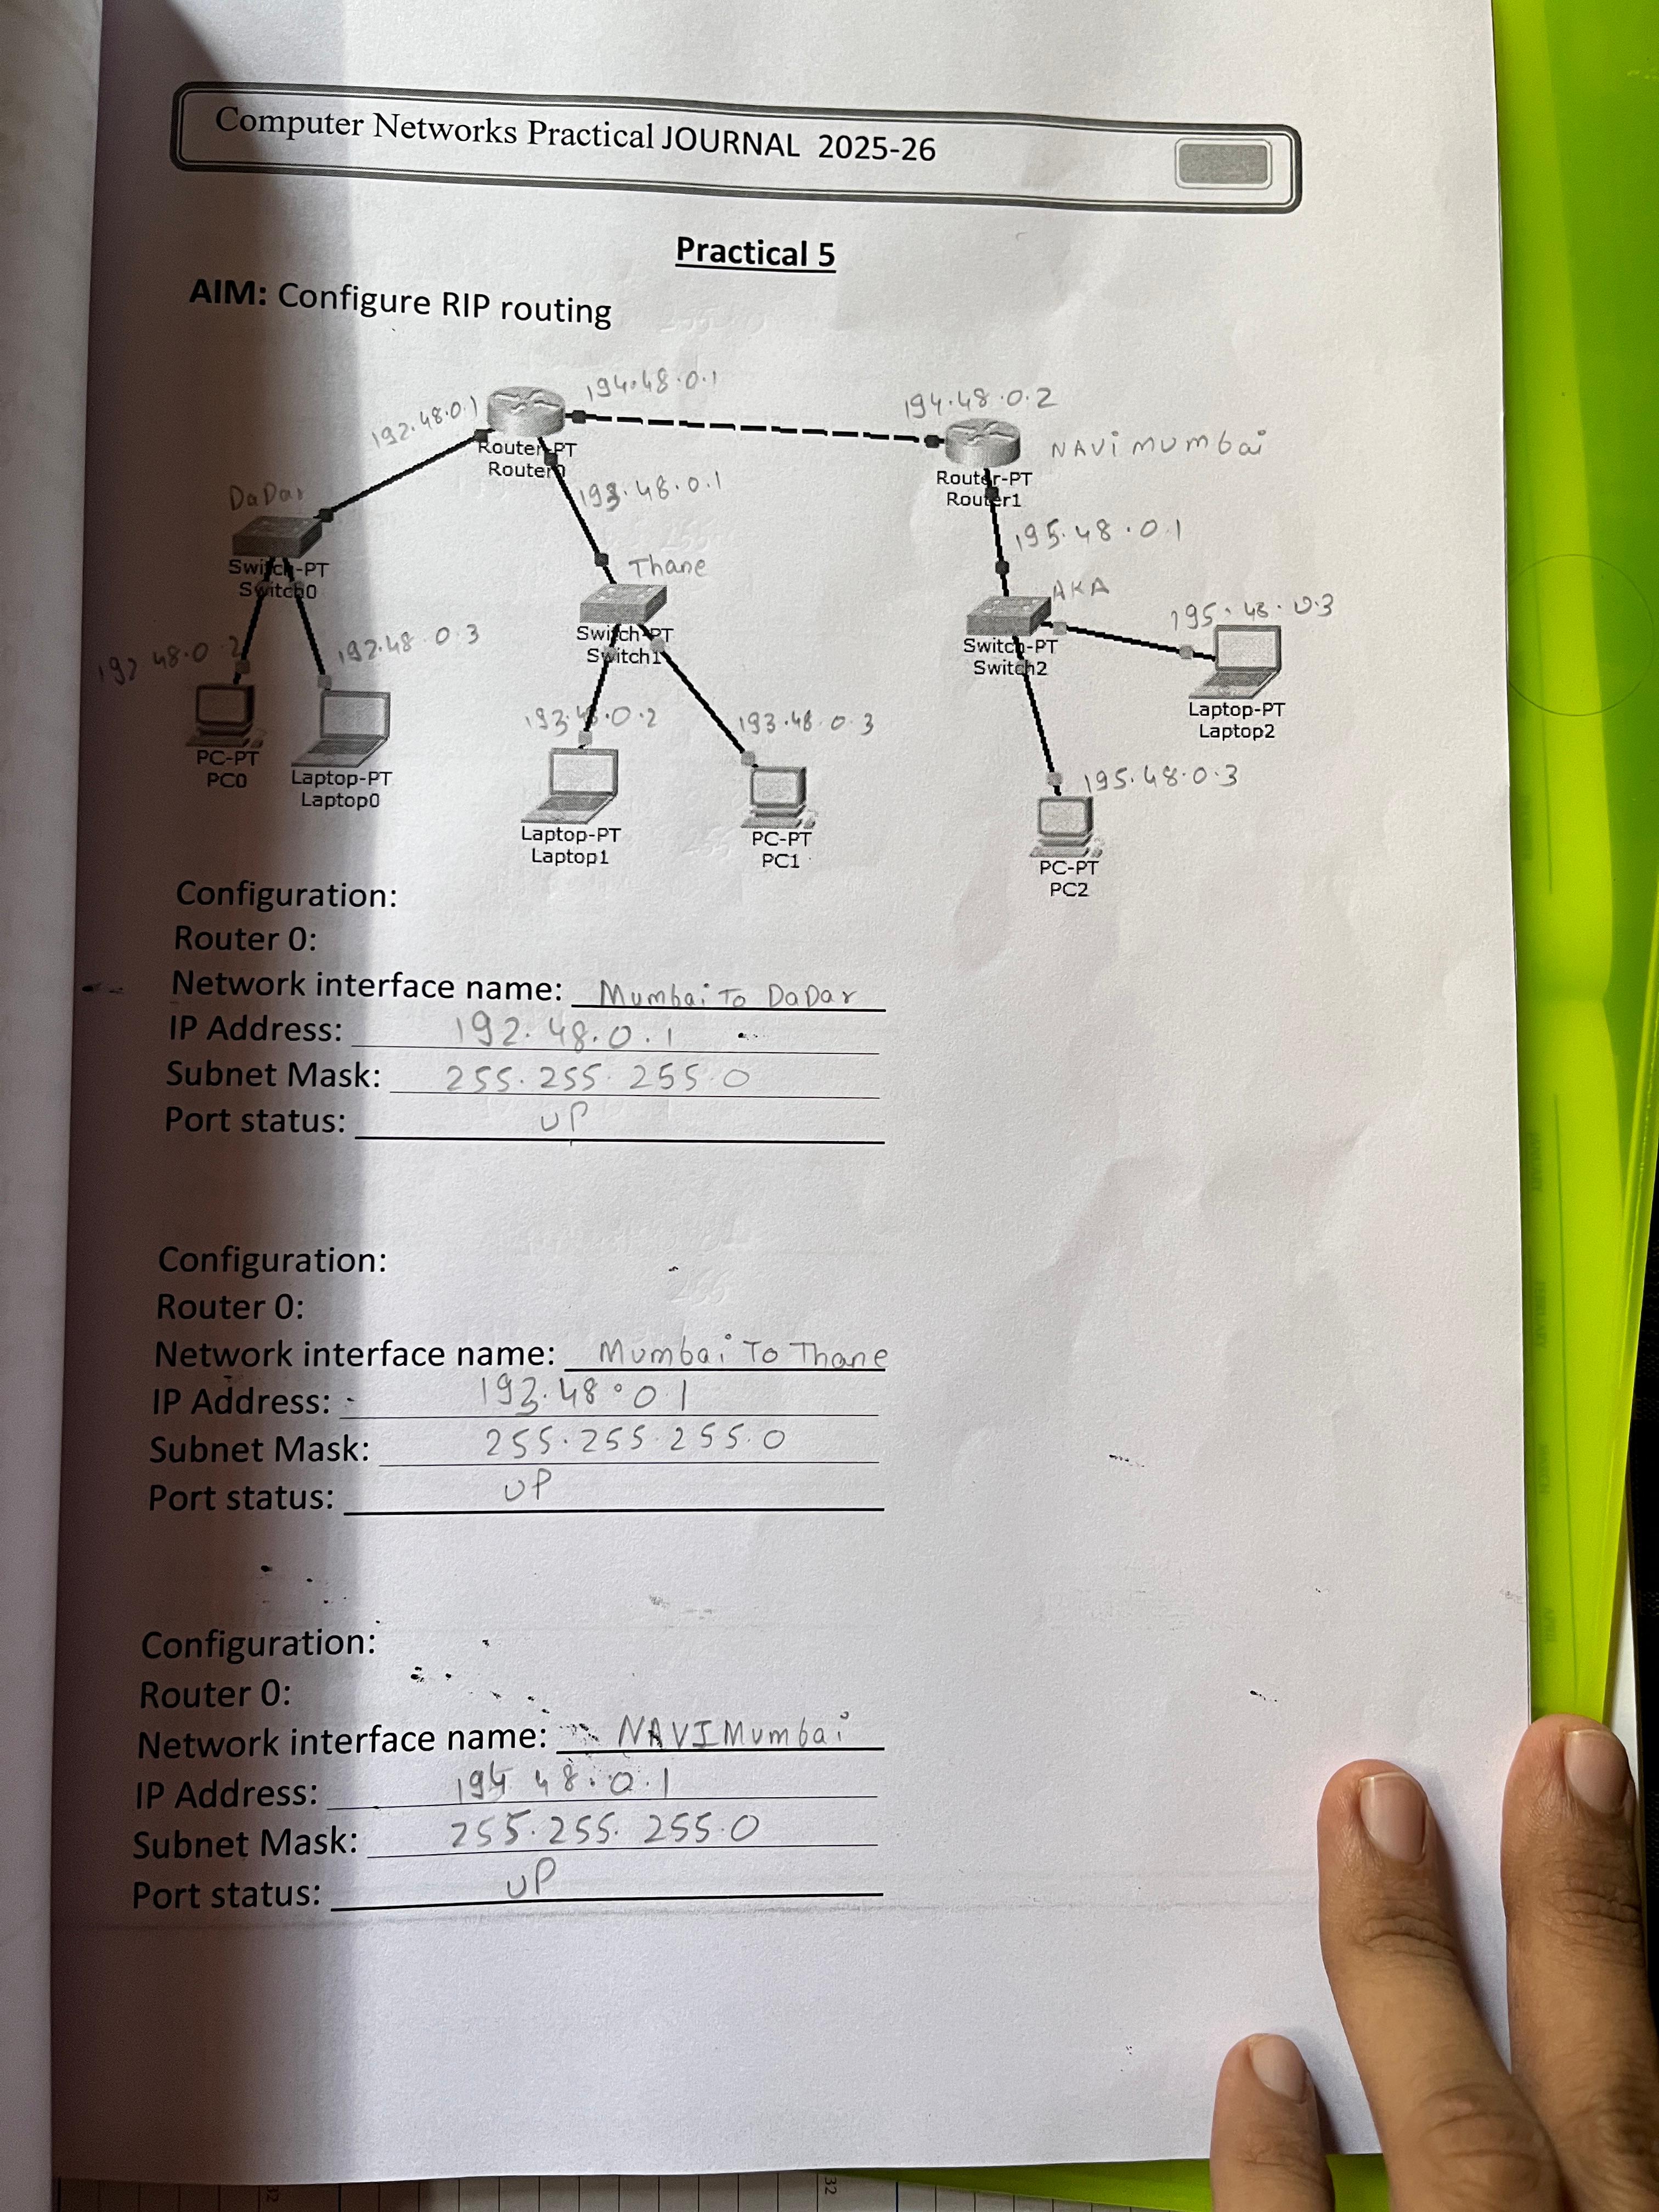 Computer Networks Practical JOURNAL 2025-26
Practical 5
AIM: Configure RIP routing
194.48.0.1
192.48.0.1
194.48.0.2
Router-PT
Router0
NAVi MUMbai
Router-PT
Router1
193.48.0.1
DaDar
195.48.0.1
Switch-PT
Switch0
Thane
AKA
195.48.0.3
Switch-PT
Switch1
Switch-PT
Switch2
192.48.0.2
192.48.0.3
193.48.0.2
193.48.0.3
Laptop-PT
Laptop2
PC-PT
PC0
Laptop-PT
Laptop0
195.48.0.3
Laptop-PT
Laptop1
PC-PT
PC1
PC-PT
PC2
Configuration:
Router 0:
Network interface name: Mumbai To DaDar
IP Address: 192.48.0.1
Subnet Mask: 255.255.255.0
Port status: UP
Configuration:
Router 0:
Network interface name: Mumbai To Thane
IP Address: 193.48.0.1
Subnet Mask: 255.255.255.0
Port status: UP
Configuration:
Router 0:
Network interface name: NAVI Mumbai
IP Address: 194 48.0.1
Subnet Mask: 255.255.255.0
Port status: UP
32